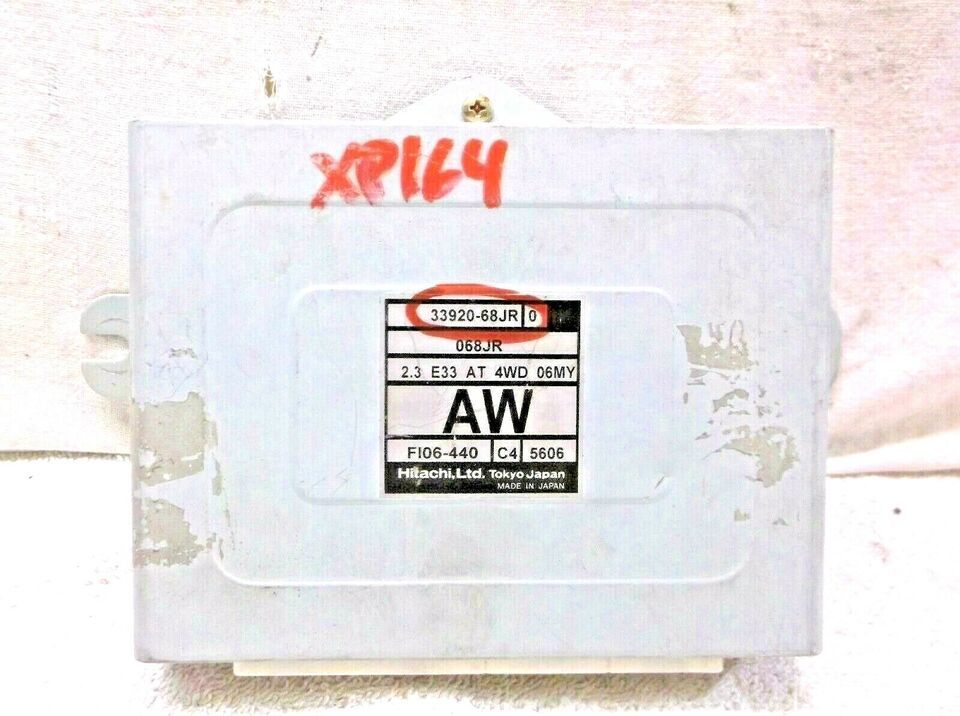 XP164
33920-68JR 0
068JR
2.3 E33 AT 4WD 06MY
AW
FI06-440 C4 5606
Hitachi,Ltd. Tokyo Japan
MADE IN JAPAN